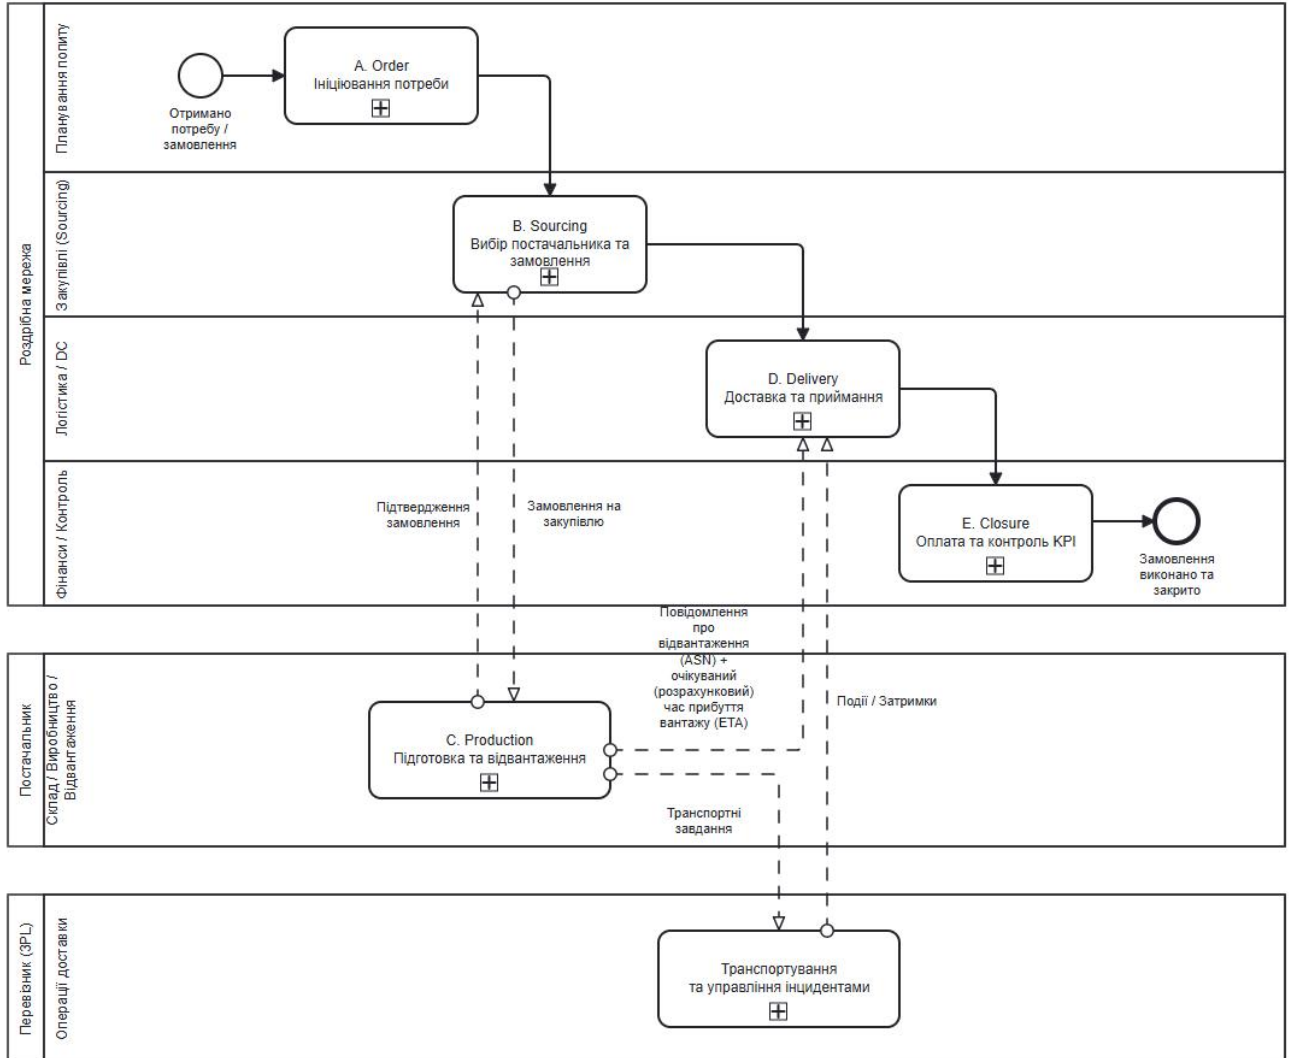 Роздрібна мережа
Планування попиту
Отримано
потребу /
замовлення
A. Order
Ініціювання потреби
Закупівлі (Sourcing)
B. Sourcing
Вибір постачальника та
замовлення
Логістика / DC
D. Delivery
Доставка та приймання
Фінанси / Контроль
Підтвердження
замовлення
Замовлення на
закупівлю
E. Closure
Оплата та контроль KPI
Замовлення
виконано та
закрито
Повідомлення
про
відвантаження
(ASN) +
очікуваний
(розрахунковий)
час прибуття
вантажу (ETA)
Події / Затримки
Постачальник
Склад / Виробництво /
Відвантаження
C. Production
Підготовка та відвантаження
Транспортні
завдання
Перевізник (3PL)
Операції доставки
Транспортування
та управління інцидентами